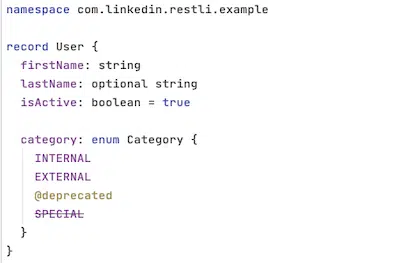 namespace com.linkedin.restli.example
record User {
firstName: string
lastName: optional string
isActive: boolean = true
category: enum Category {
INTERNAL
EXTERNAL
@deprecated
SPECIAL
}
}